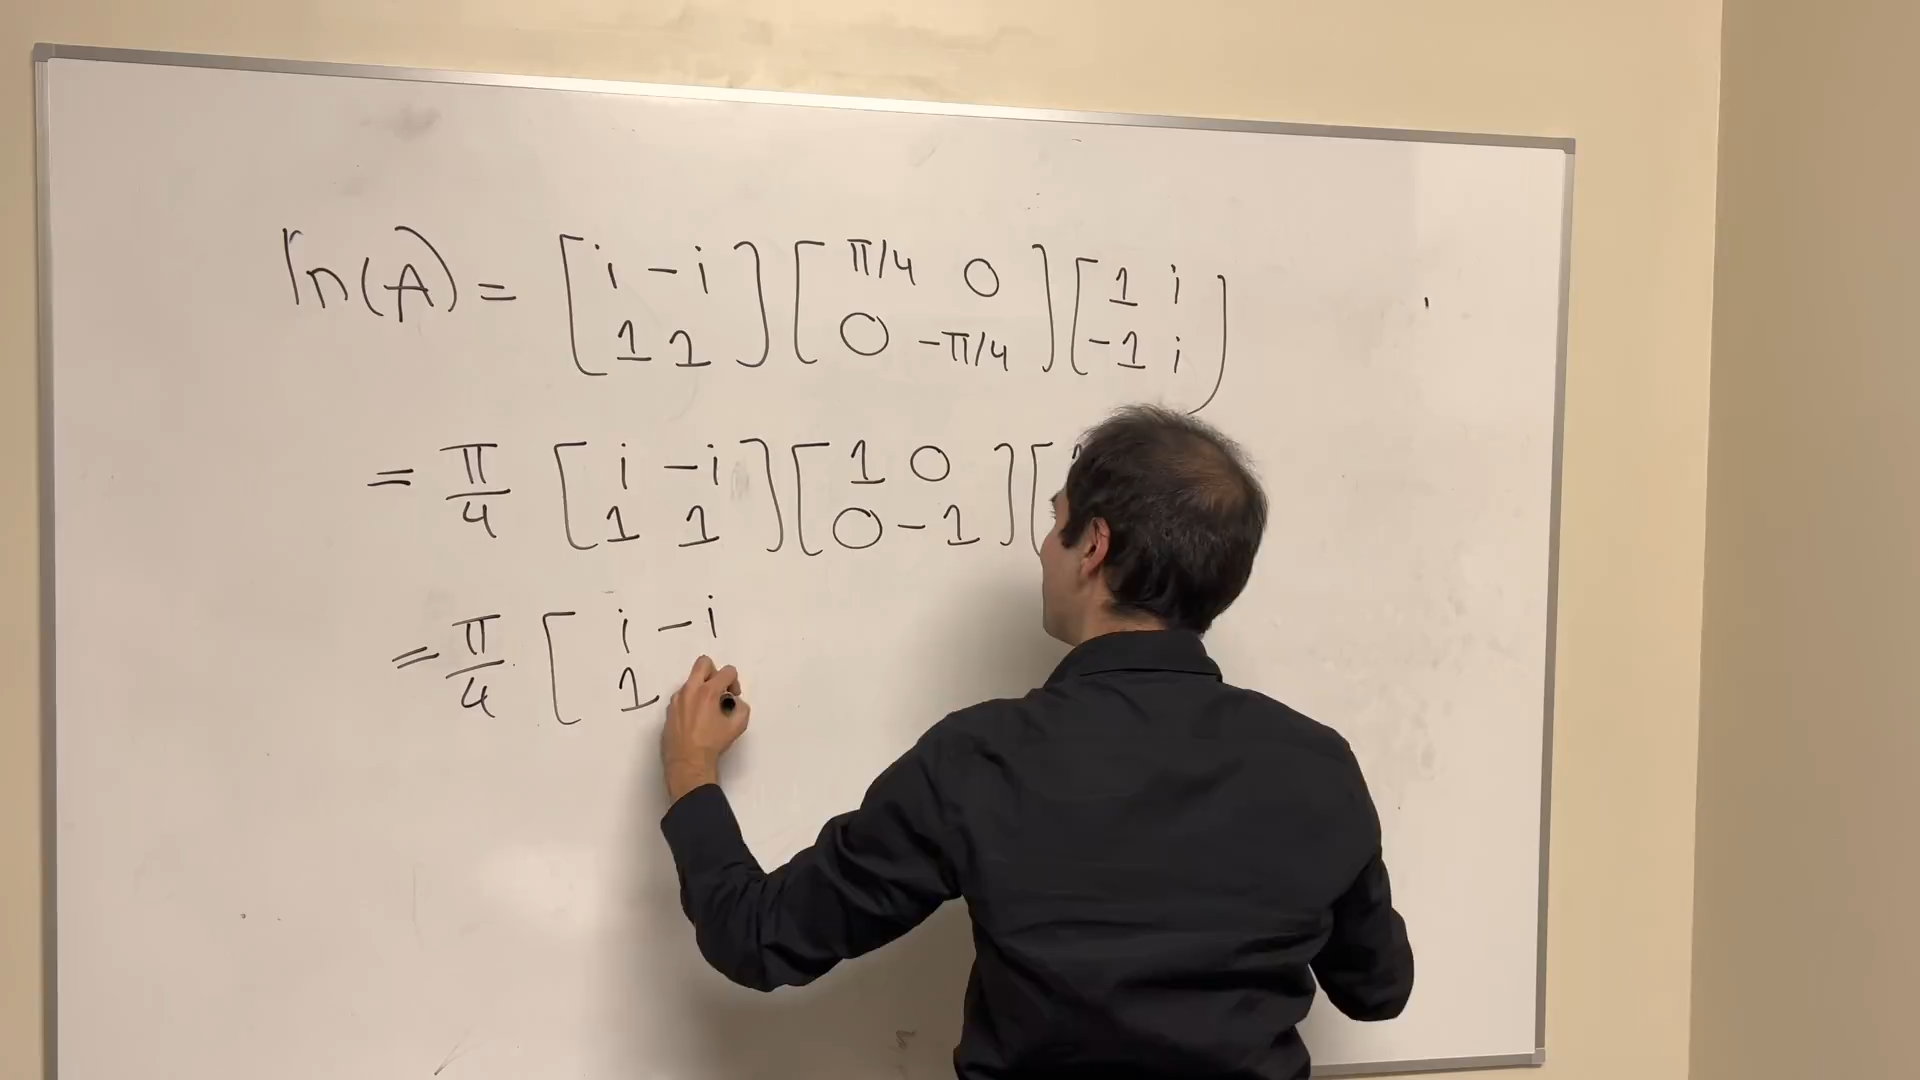 ln(A) = [ i -i ] [ π/4 0 ] [ 1 i ]
[ 1 1 ] [ 0 -π/4 ] [ -1 i ]
= π/4 [ i -i ] [ 1 0 ] [
[ 1 1 ] [ 0 -1 ] [
= π/4 [ i -i
[ 1